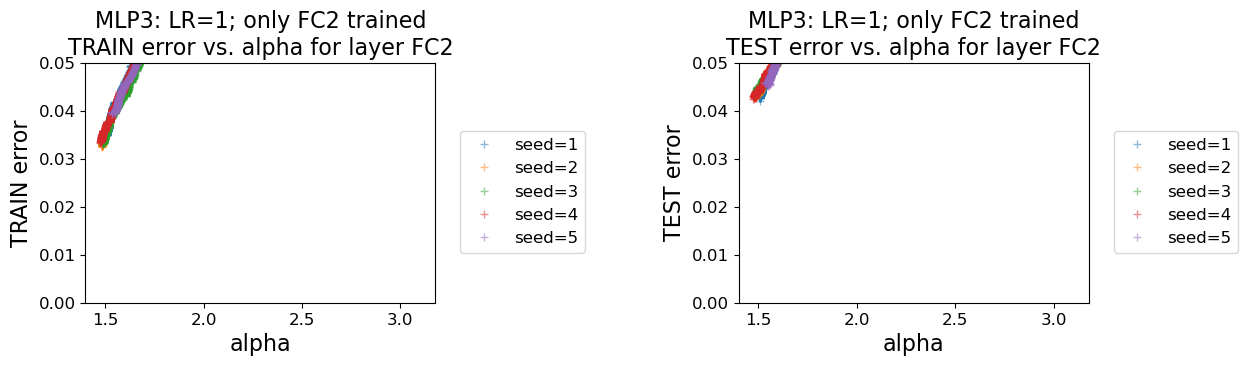 MLP3: LR=1; only FC2 trained
TRAIN error vs. alpha for layer FC2
0.05
0.04
0.03
0.02
0.01
0.00
TRAIN error
1.5
2.0
2.5
3.0
alpha
seed=1
seed=2
seed=3
seed=4
seed=5
MLP3: LR=1; only FC2 trained
TEST error vs. alpha for layer FC2
0.05
0.04
0.03
0.02
0.01
0.00
TEST error
1.5
2.0
2.5
3.0
alpha
seed=1
seed=2
seed=3
seed=4
seed=5